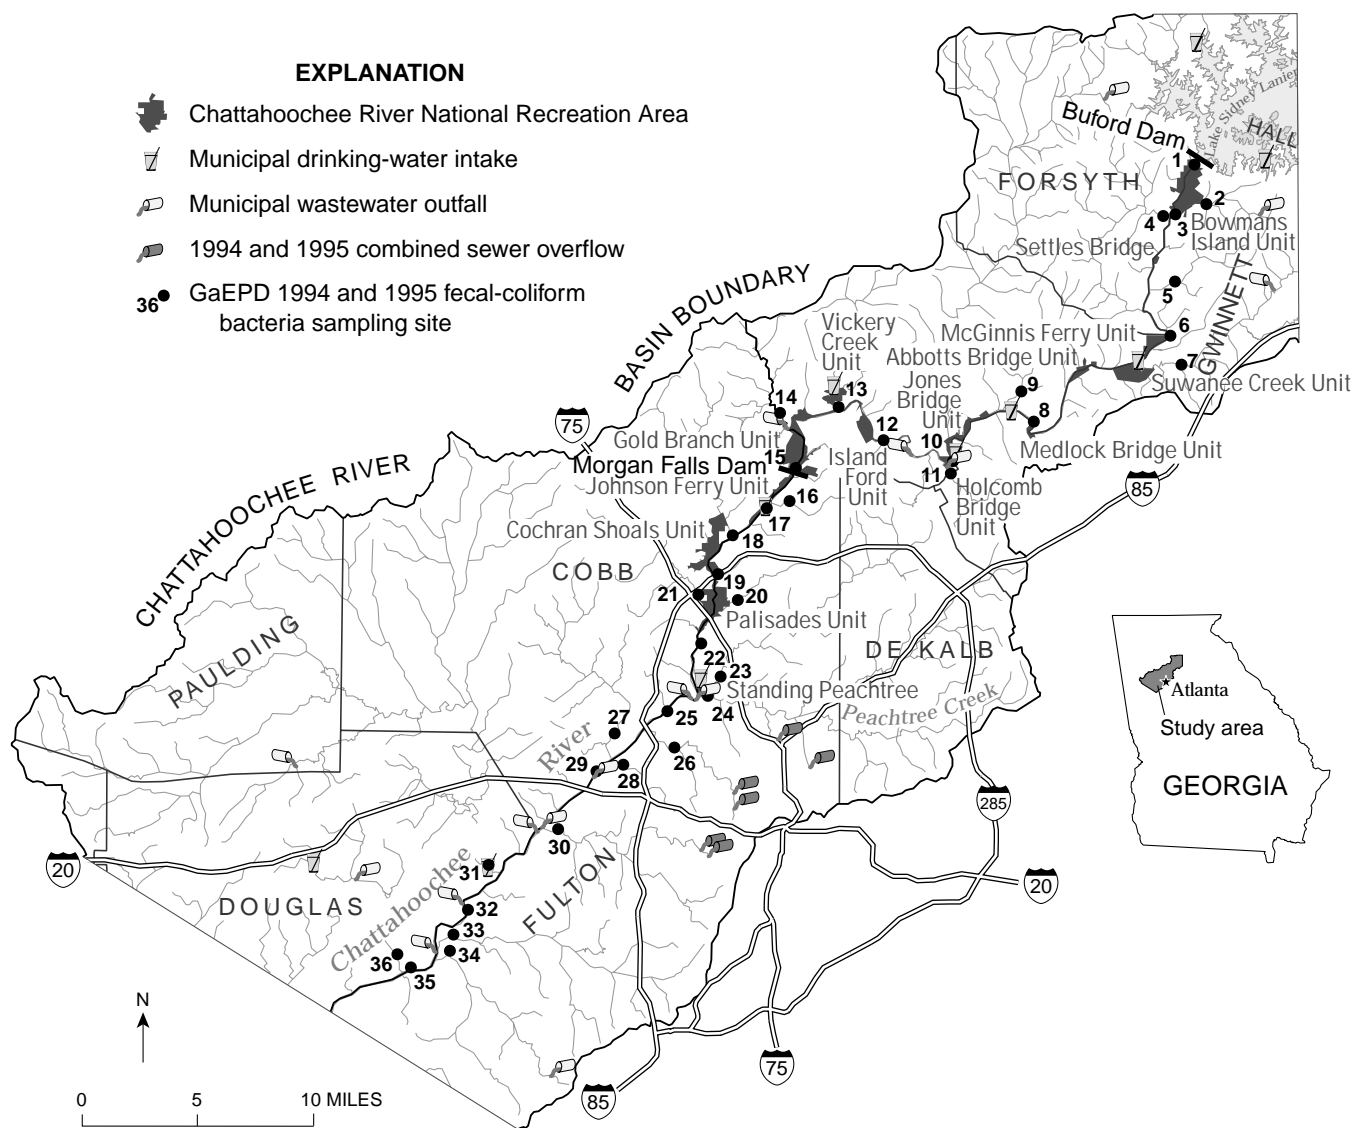 EXPLANATION
Chattahoochee River National Recreation Area
Municipal drinking-water intake
Municipal wastewater outfall
1994 and 1995 combined sewer overflow
36 GaEPD 1994 and 1995 fecal-coliform
bacteria sampling site
Lake Sidney Lanier
HALL
Buford Dam
1
FORSYTH
2
4
3
Bowmans
Island Unit
Settles Bridge
5
GWINNETT
BASIN BOUNDARY
CHATTAHOOCHEE RIVER
Vickery
Creek
Unit
McGinnis Ferry Unit
6
Abbotts Bridge Unit
7
Suwanee Creek Unit
Jones
Bridge
Unit
9
8
13
14
12
10
75
Gold Branch Unit
Medlock Bridge Unit
15
Morgan Falls Dam
Johnson Ferry Unit
Island
Ford
Unit
11
Holcomb
Bridge
Unit
85
16
17
Cochran Shoals Unit
18
COBB
19
21
20
Palisades Unit
PAULDING
DE KALB
22
23
Standing Peachtree
Peachtree Creek
24
25
27
26
River
29
28
Atlanta
Study area
GEORGIA
285
30
20
31
FULTON
20
Chattahoochee
DOUGLAS
32
33
34
36
35
N
75
85
0 5 10 MILES